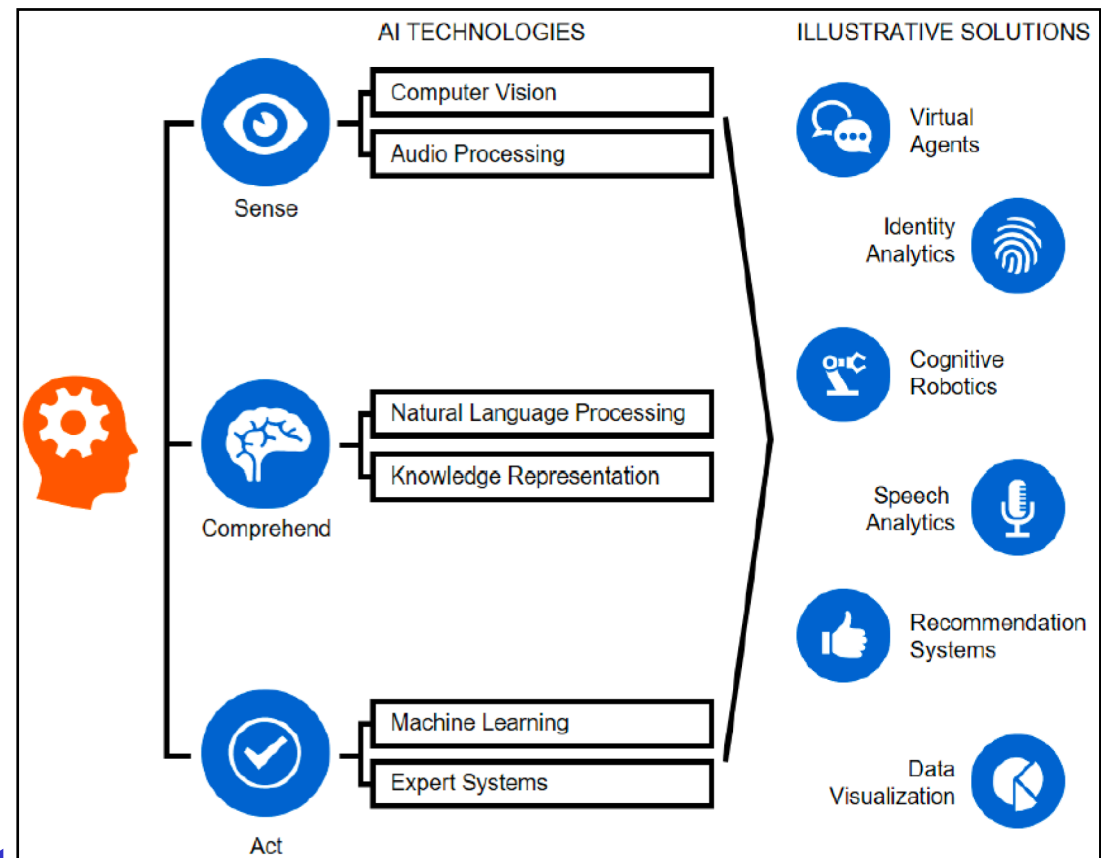 AI TECHNOLOGIES
ILLUSTRATIVE SOLUTIONS
Computer Vision
Audio Processing
Sense
Natural Language Processing
Knowledge Representation
Comprehend
Machine Learning
Expert Systems
Act
Virtual
Agents
Identity
Analytics
Cognitive
Robotics
Speech
Analytics
Recommendation
Systems
Data
Visualization